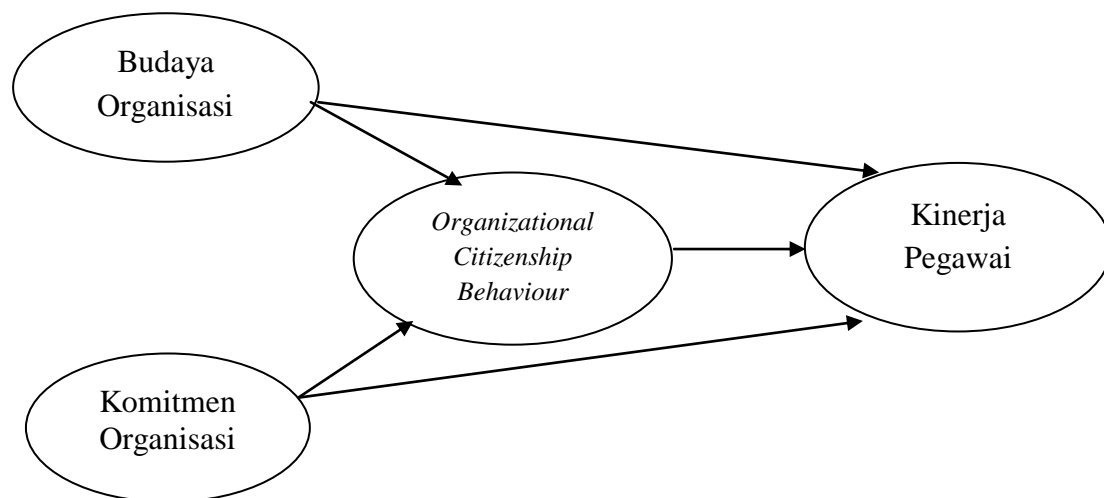 Budaya
Organisasi
Organizational
Citizenship
Behaviour
Kinerja
Pegawai
Komitmen
Organisasi